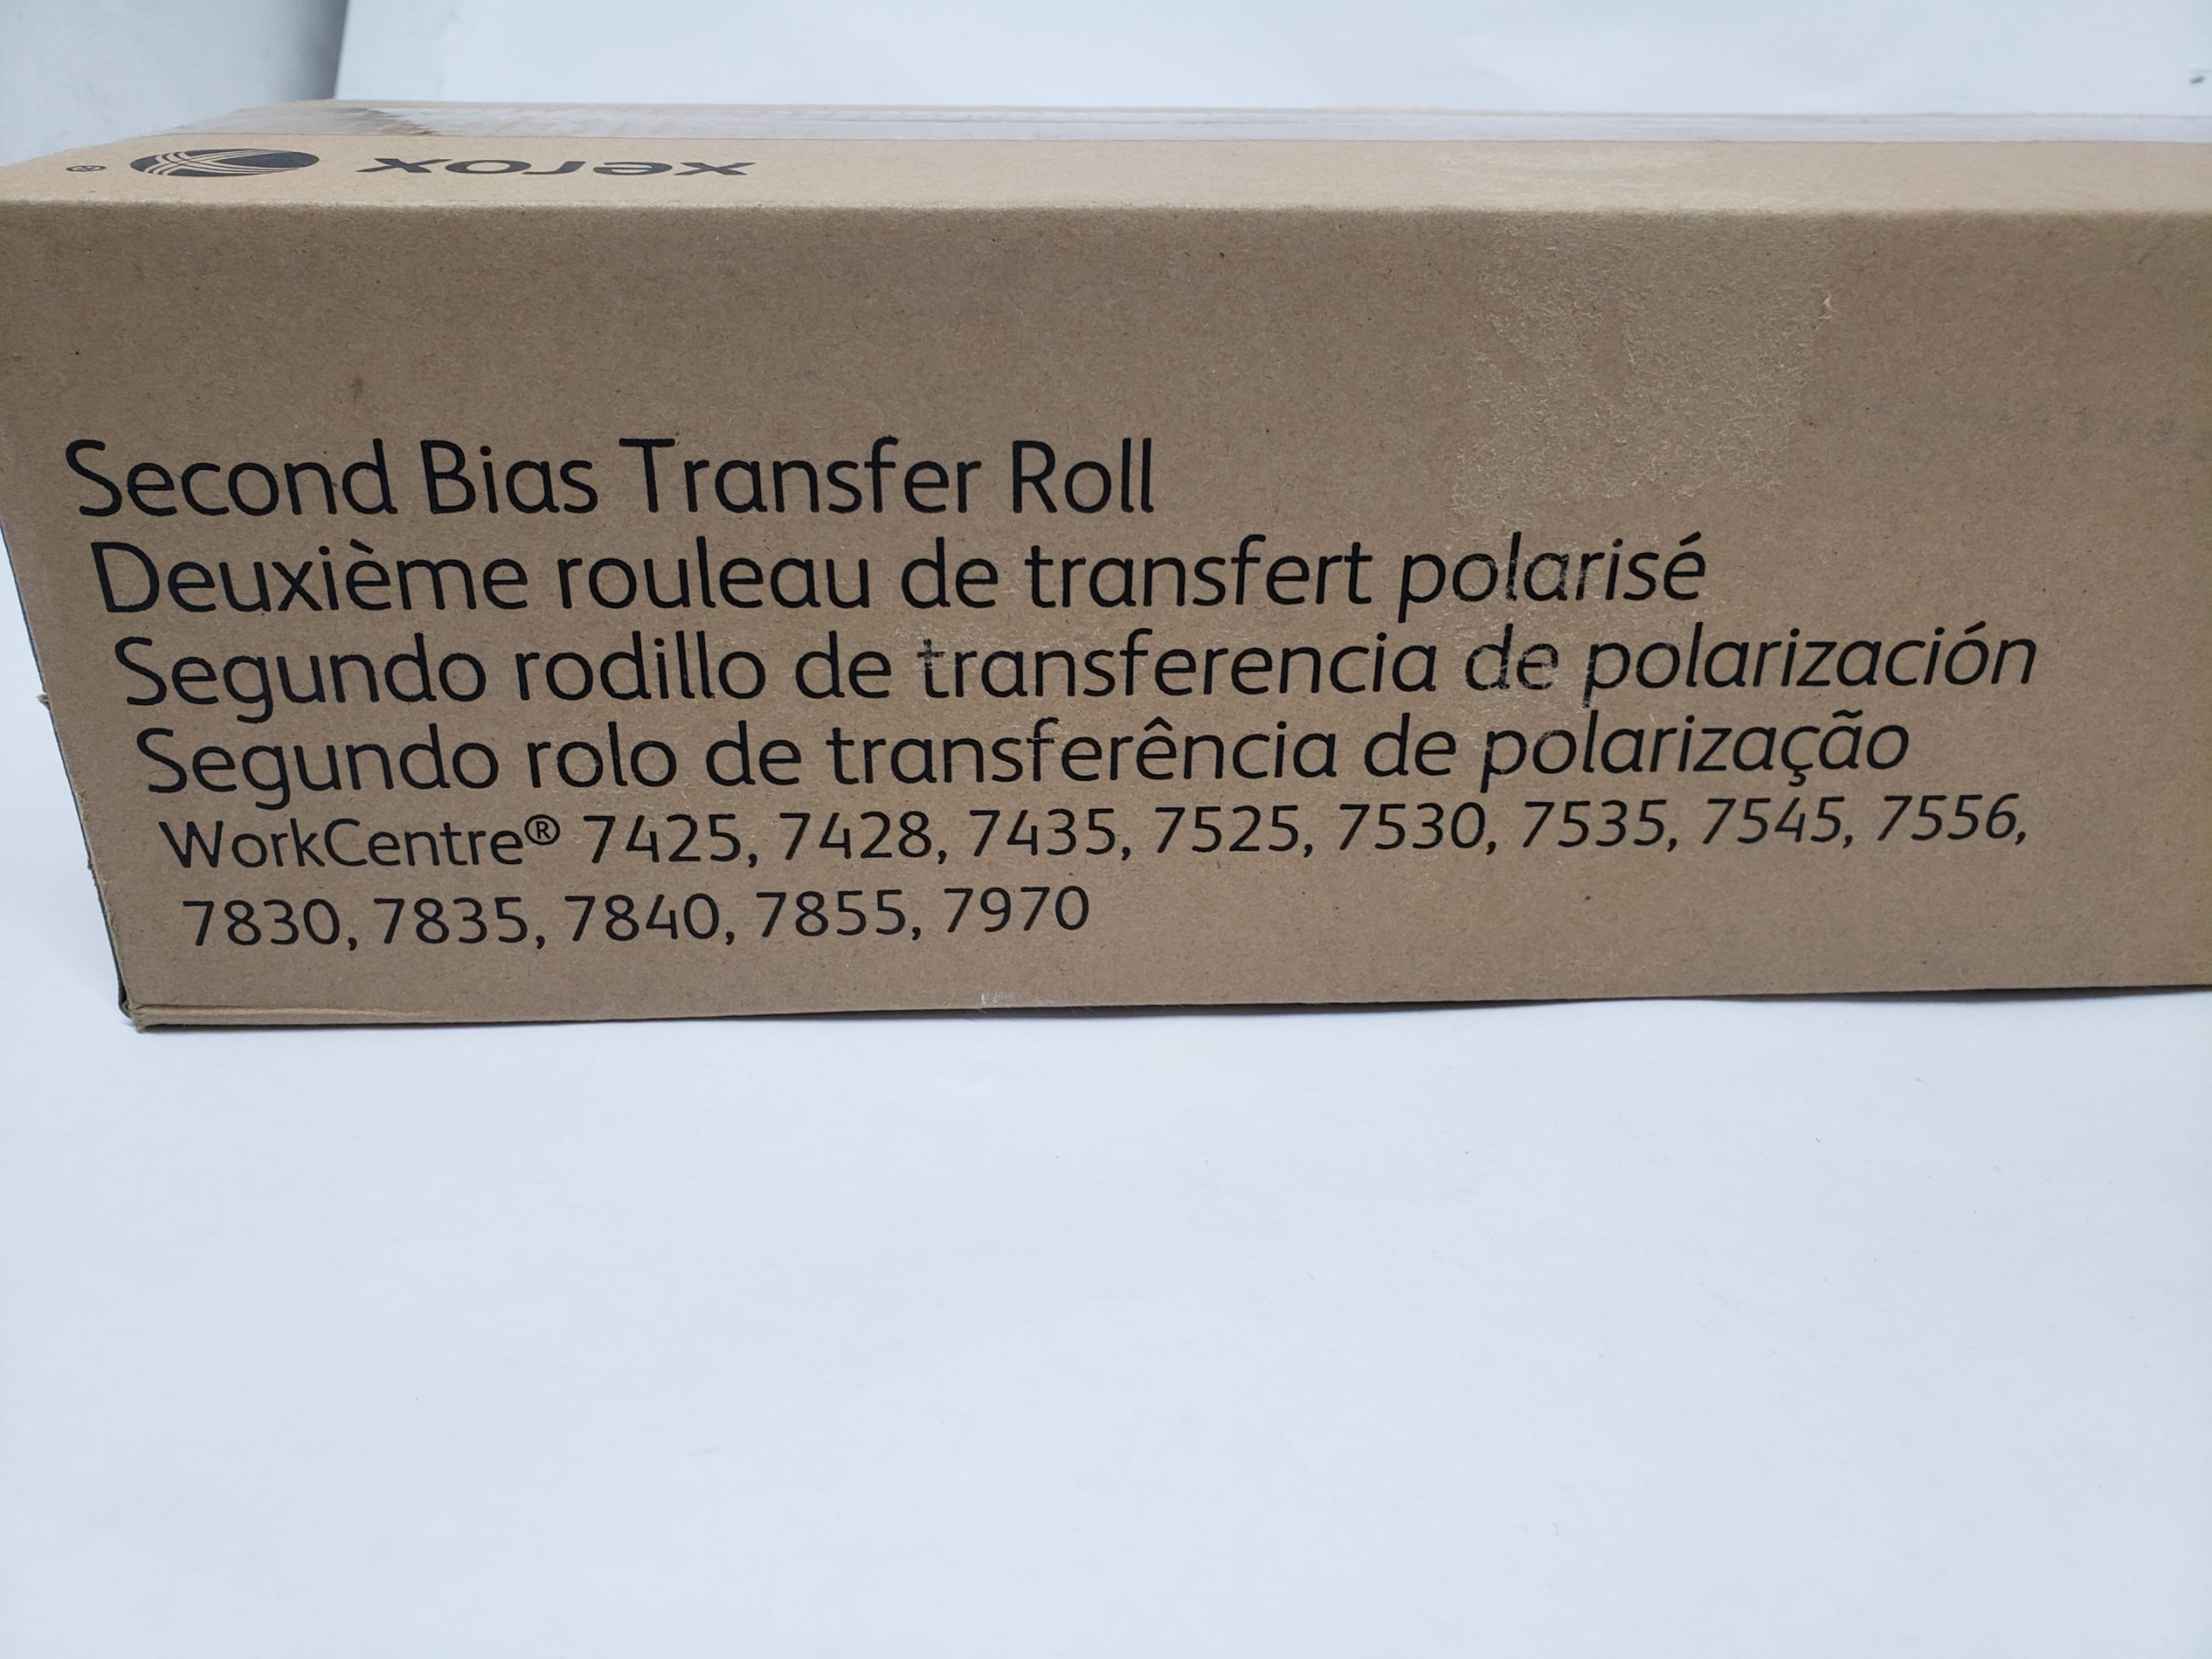 xerox ®
Second Bias Transfer Roll
Deuxième rouleau de transfert polarisé
Segundo rodillo de transferencia de polarización
Segundo rolo de transferência de polarização
WorkCentre® 7425, 7428, 7435, 7525, 7530, 7535, 7545, 7556,
7830, 7835, 7840, 7855, 7970